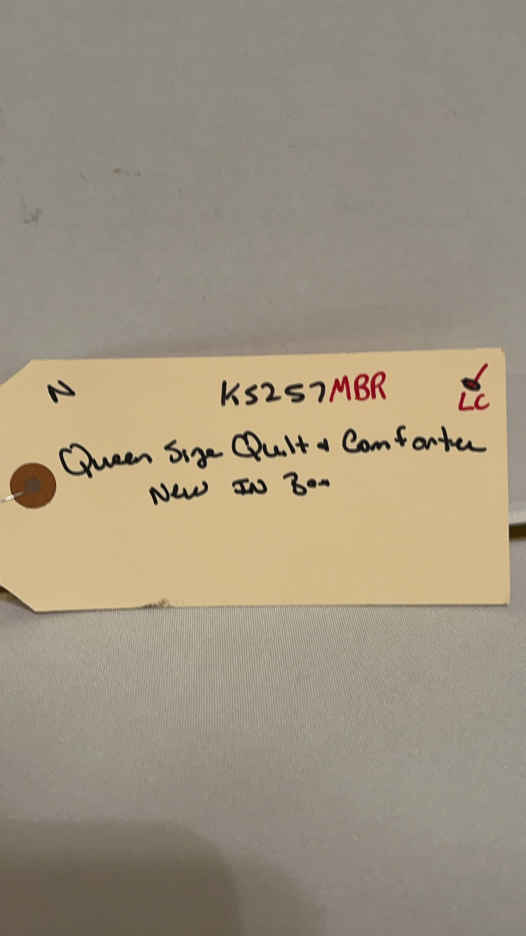 N KS257MBR
LC
Queen Size Quilt & Comforter
New IN Box